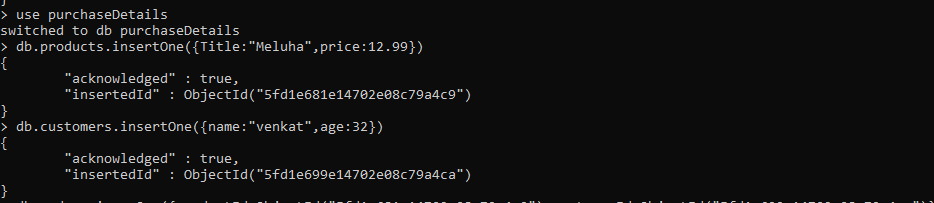 }
> use purchaseDetails
switched to db purchaseDetails
> db.products.insertOne({Title:"Meluha",price:12.99})
{
        "acknowledged" : true,
        "insertedId" : ObjectId("5fd1e681e14702e08c79a4c9")
}
> db.customers.insertOne({name:"venkat",age:32})
{
        "acknowledged" : true,
        "insertedId" : ObjectId("5fd1e699e14702e08c79a4ca")
}